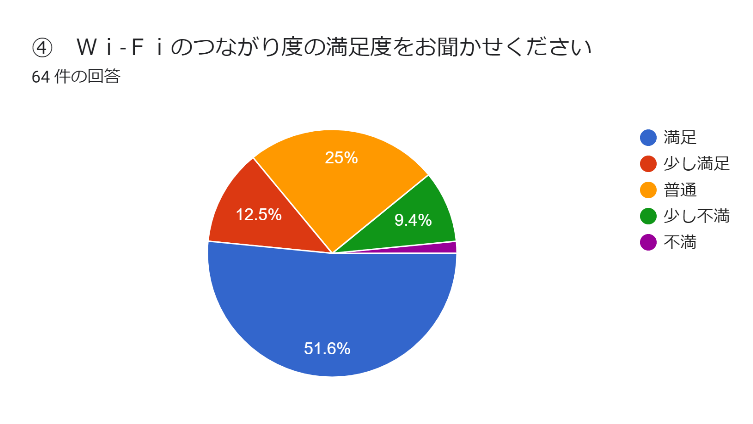 ④　Ｗｉ-Ｆｉのつながり度の満足度をお聞かせください
64 件の回答
満足
少し満足
普通
少し不満
不満
25%
12.5%
9.4%
51.6%